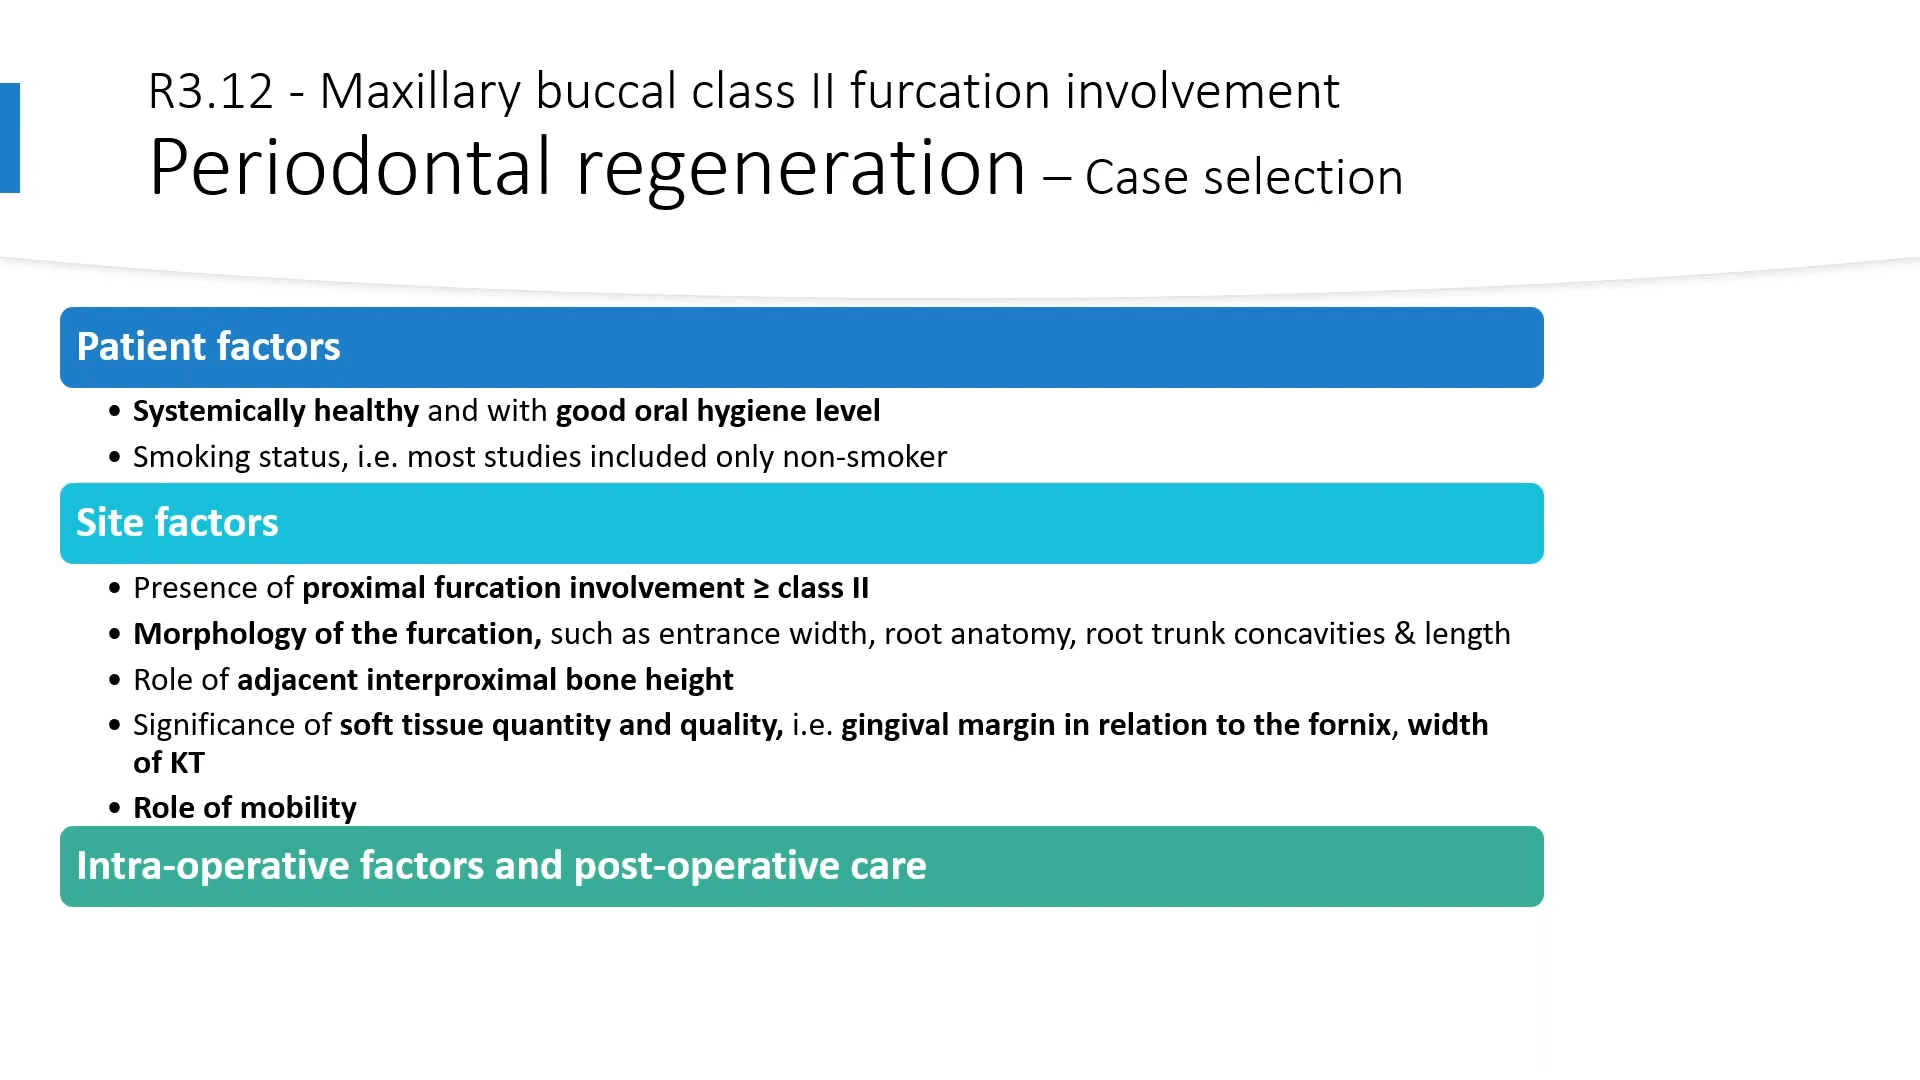 R3.12 - Maxillary buccal class II furcation involvement
Periodontal regeneration – Case selection
Patient factors
• Systemically healthy and with good oral hygiene level
• Smoking status, i.e. most studies included only non-smoker
Site factors
• Presence of proximal furcation involvement ≥ class II
• Morphology of the furcation, such as entrance width, root anatomy, root trunk concavities & length
• Role of adjacent interproximal bone height
• Significance of soft tissue quantity and quality, i.e. gingival margin in relation to the fornix, width
of KT
• Role of mobility
Intra-operative factors and post-operative care